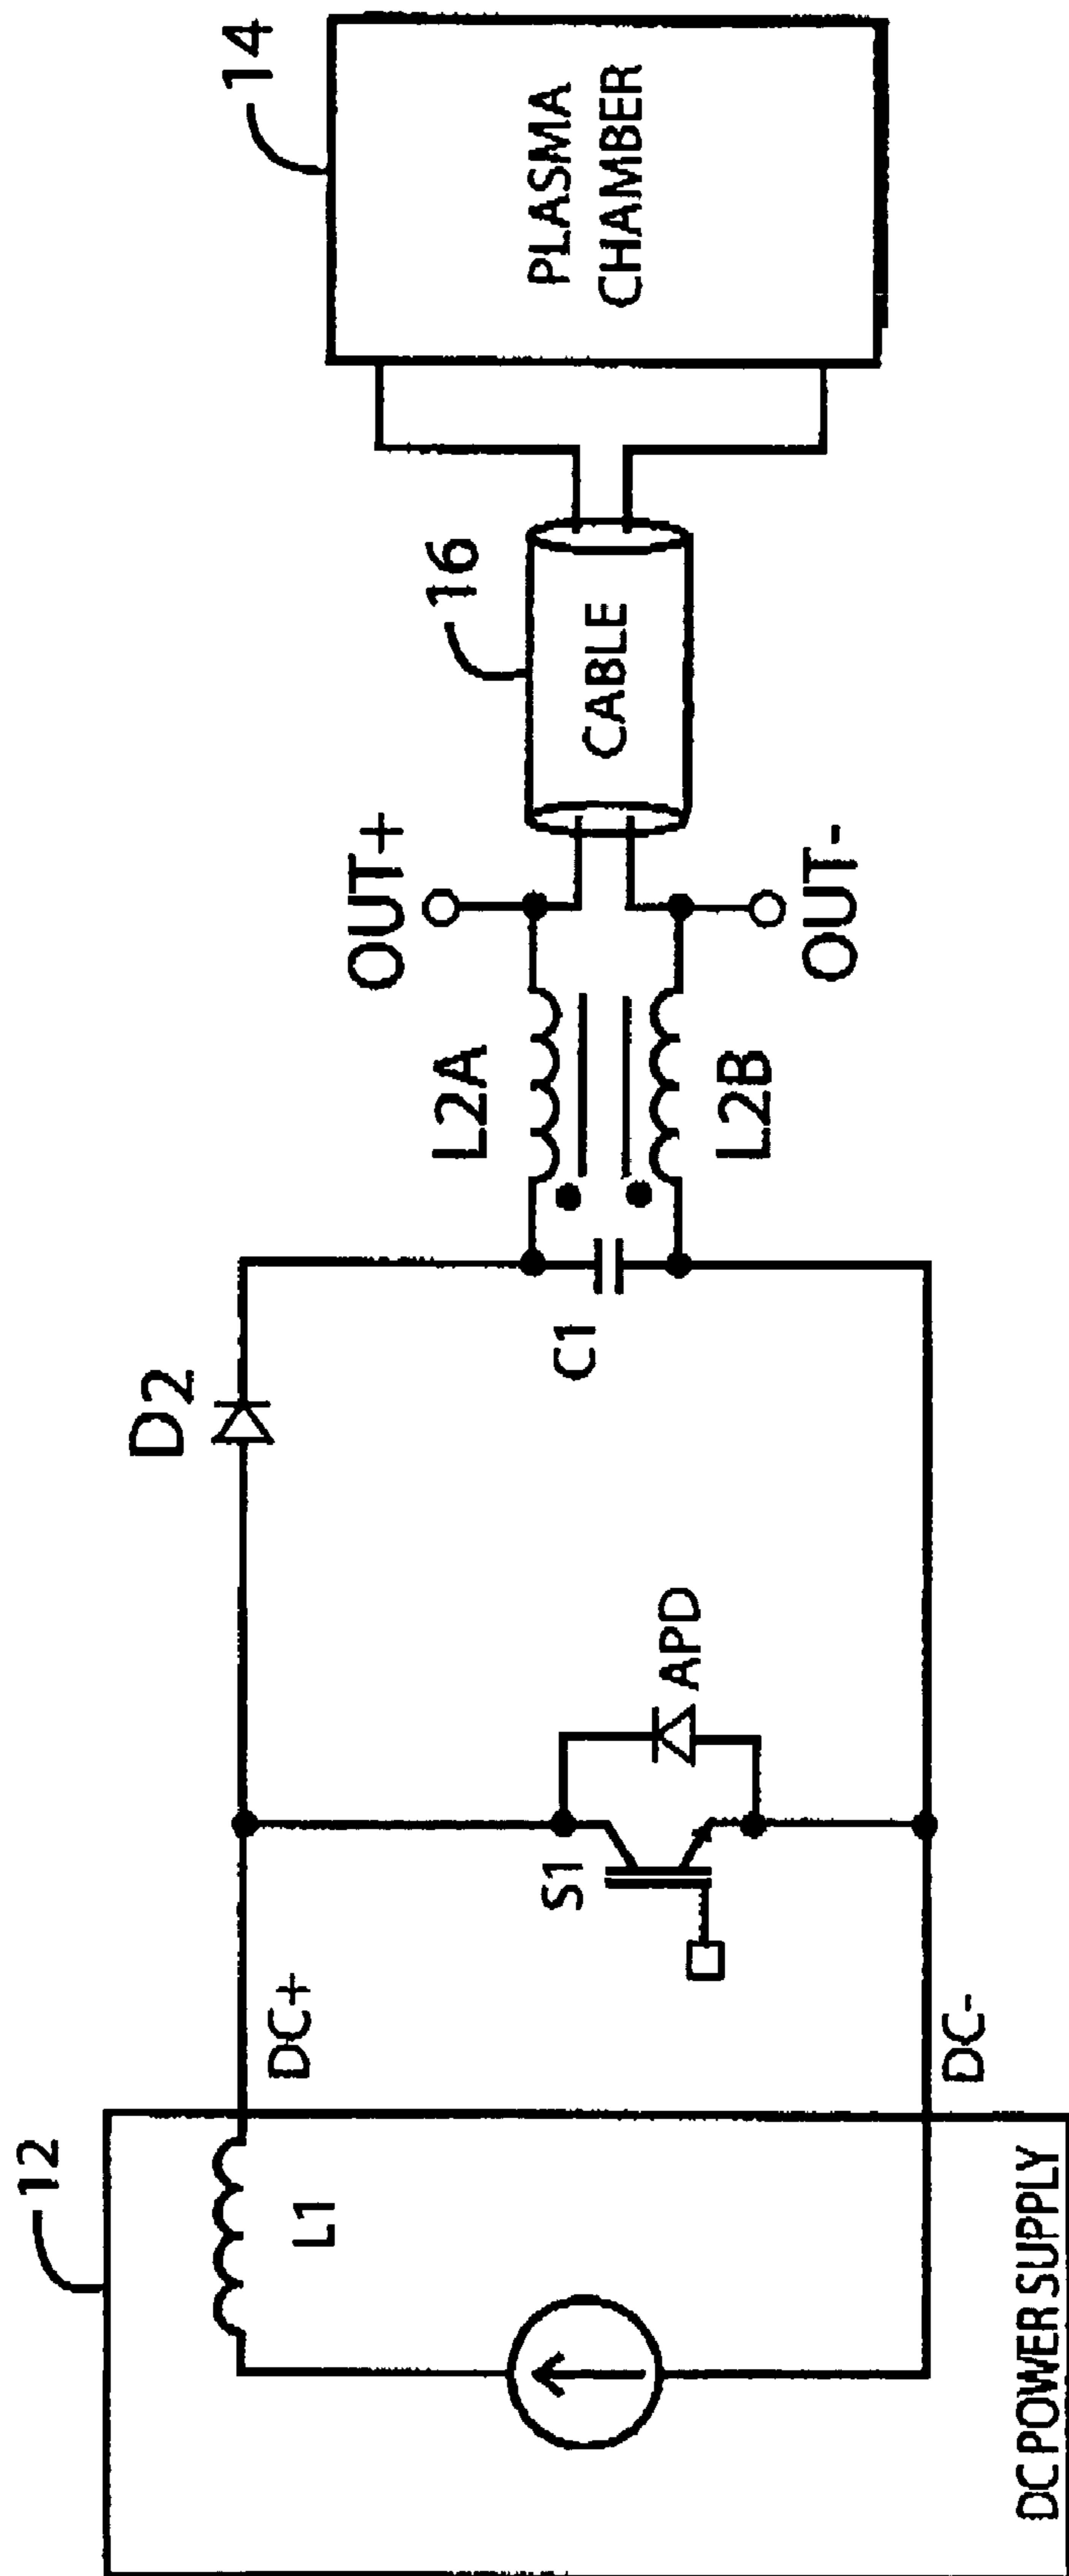 12
L1
DC POWER SUPPLY
DC+
DC-
S1
APD
D2
C1
L2A
L2B
OUT+
OUT-
16
CABLE
14
PLASMA
CHAMBER